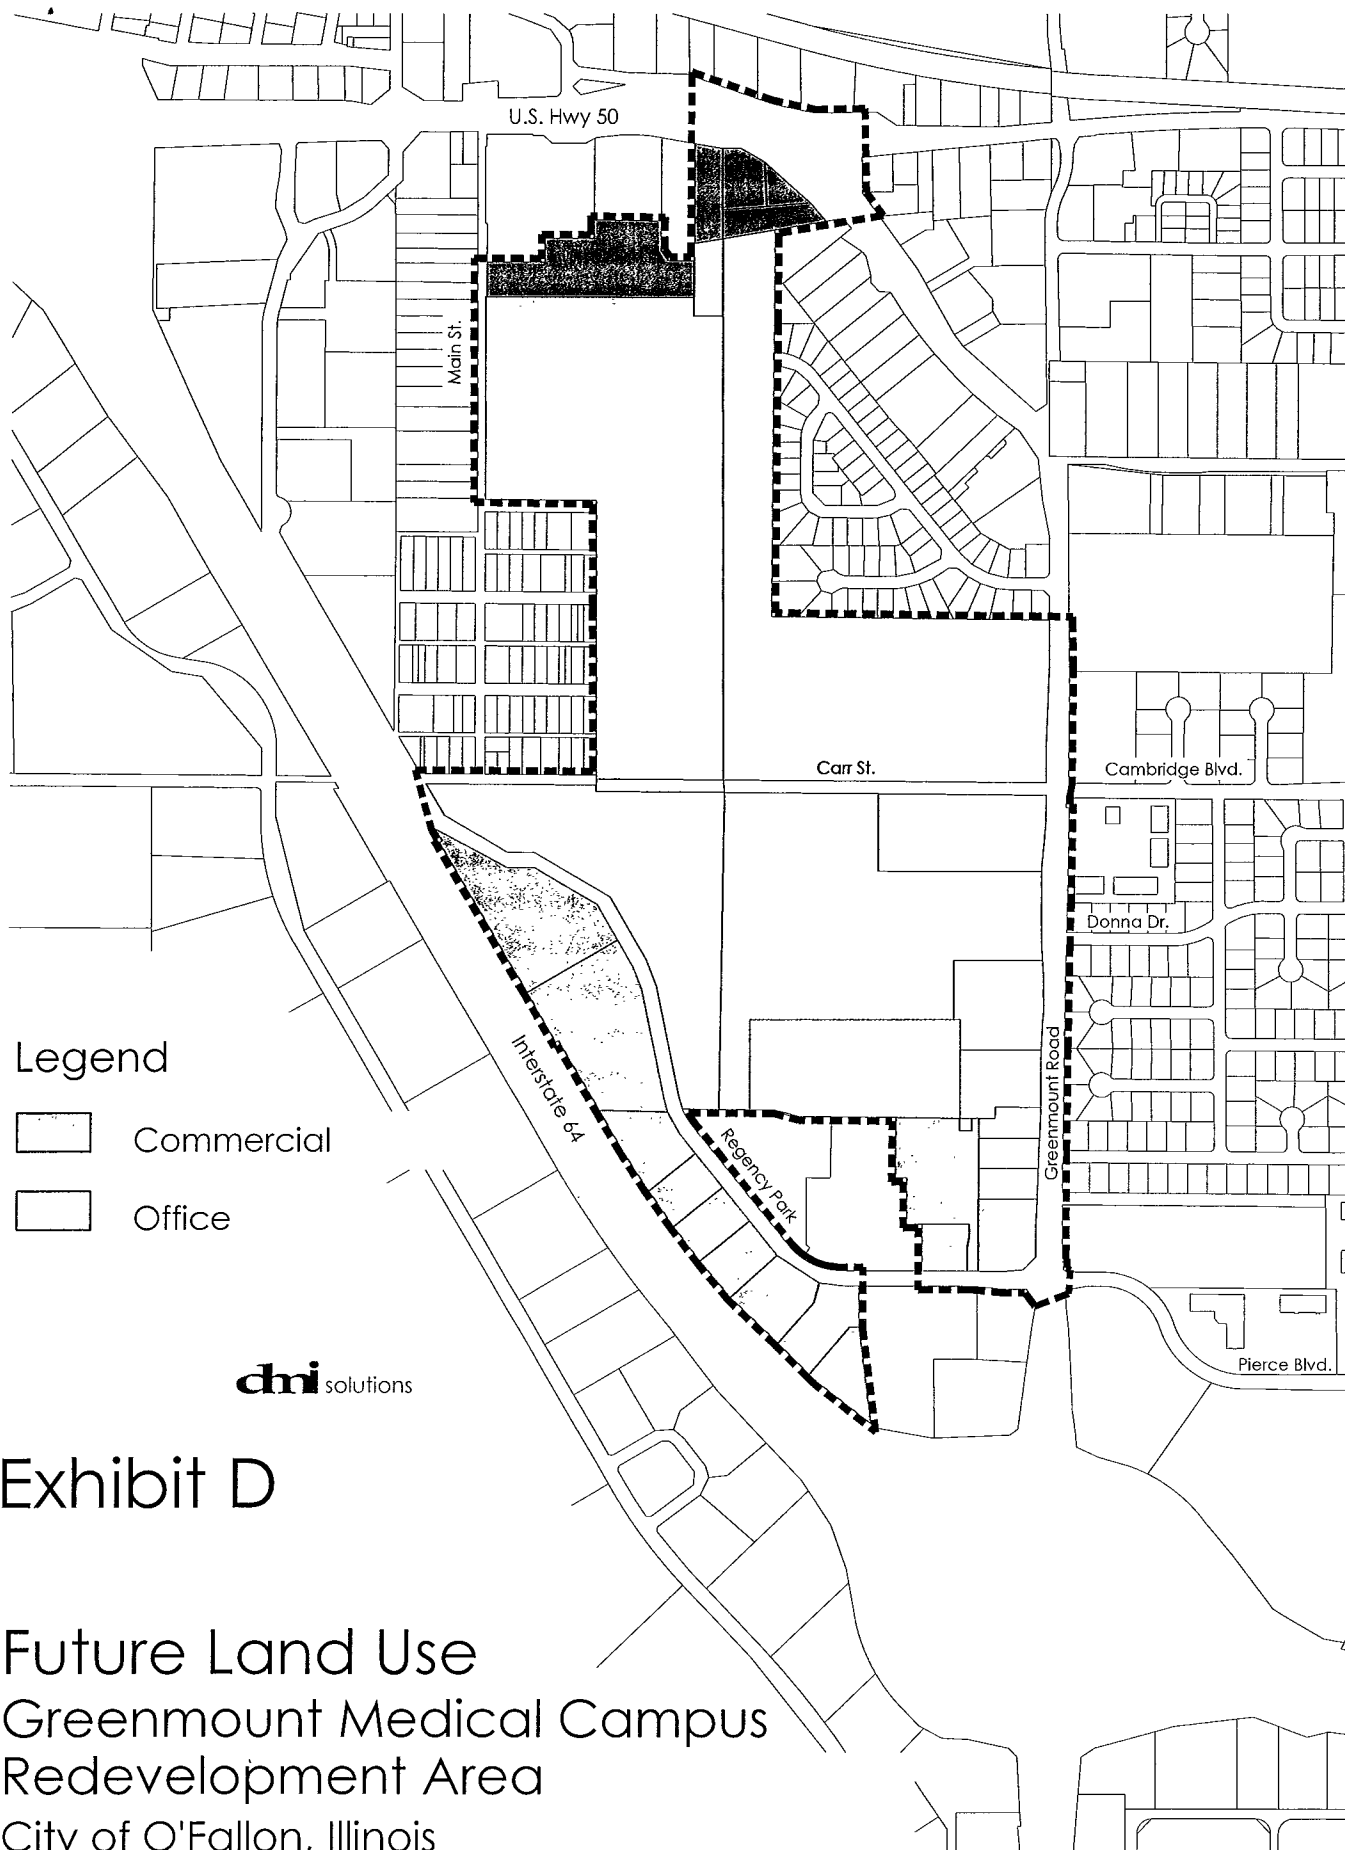 U.S. Hwy 50
Main St.
Carr St.
Cambridge Blvd.
Donna Dr.
Interstate 64
Greenmount Road
Regency Park
Pierce Blvd.
Legend
Commercial
Office
dmi solutions
Exhibit D
Future Land Use
Greenmount Medical Campus
Redevelopment Area
City of O'Fallon, Illinois